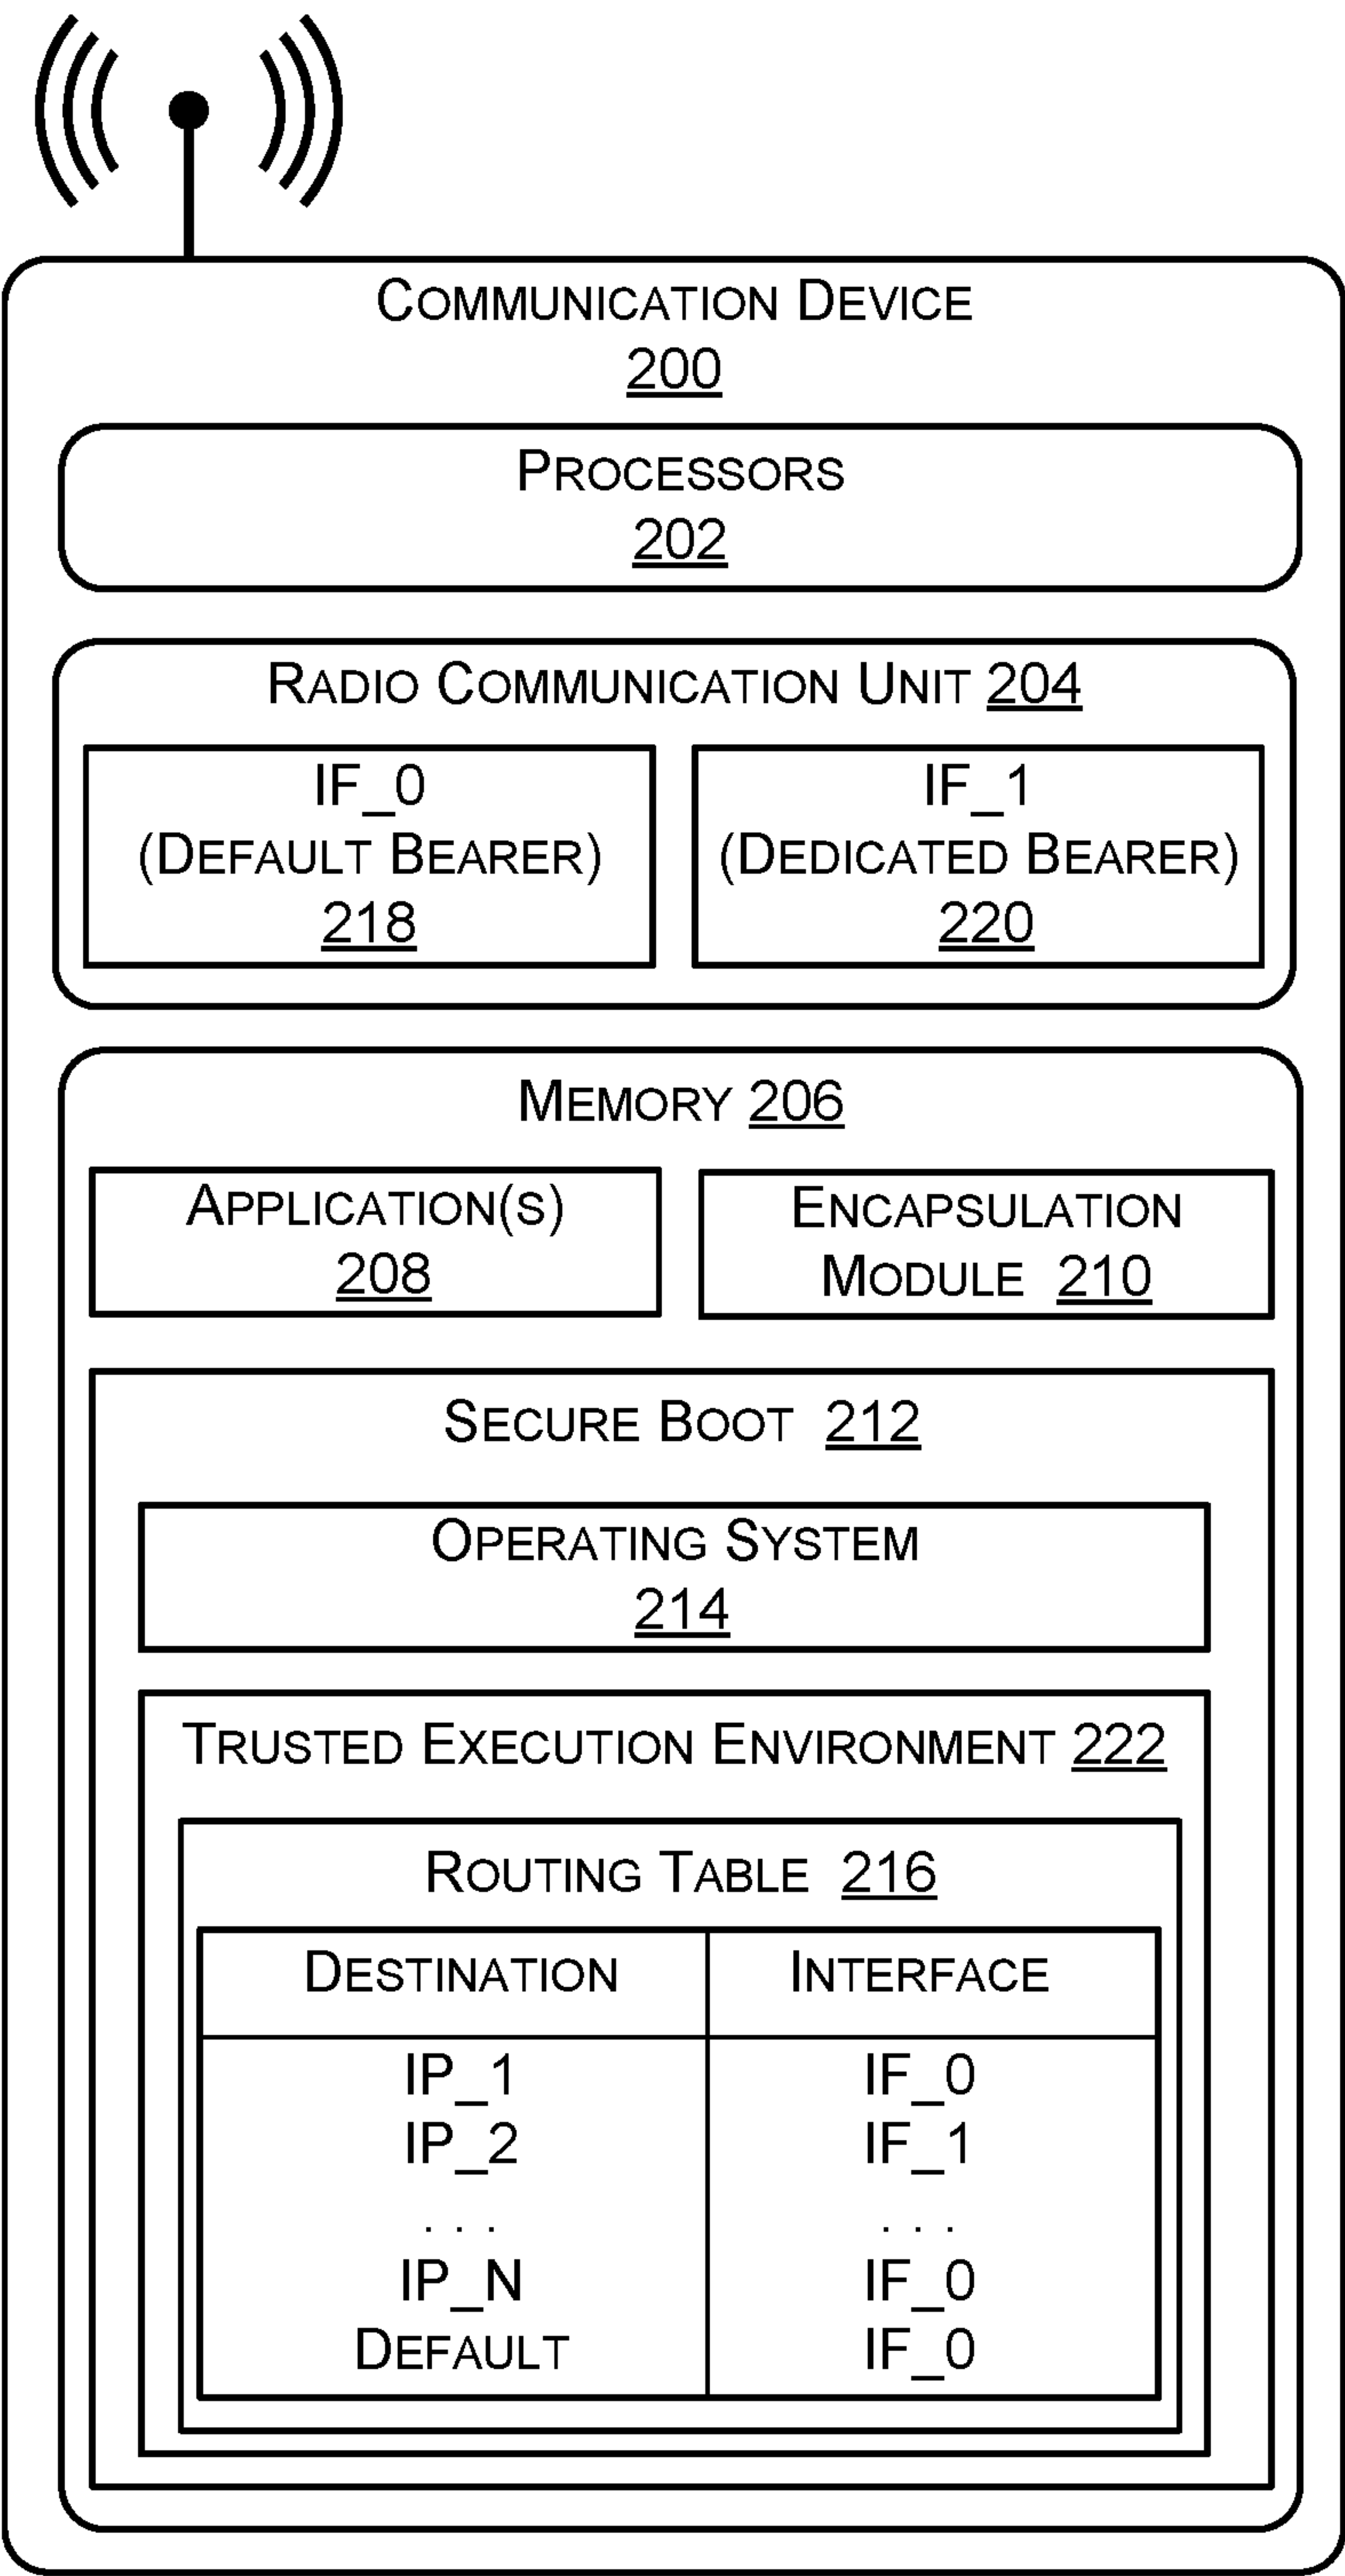 COMMUNICATION DEVICE
200
PROCESSORS
202
RADIO COMMUNICATION UNIT 204
IF_0
(DEFAULT BEARER)
218
IF_1
(DEDICATED BEARER)
220
MEMORY 206
APPLICATION(S)
208
ENCAPSULATION
MODULE 210
SECURE BOOT 212
OPERATING SYSTEM
214
TRUSTED EXECUTION ENVIRONMENT 222
ROUTING TABLE 216
DESTINATION INTERFACE
IP_1 IF_0
IP_2 IF_1
. . . . . .
IP_N IF_0
DEFAULT IF_0